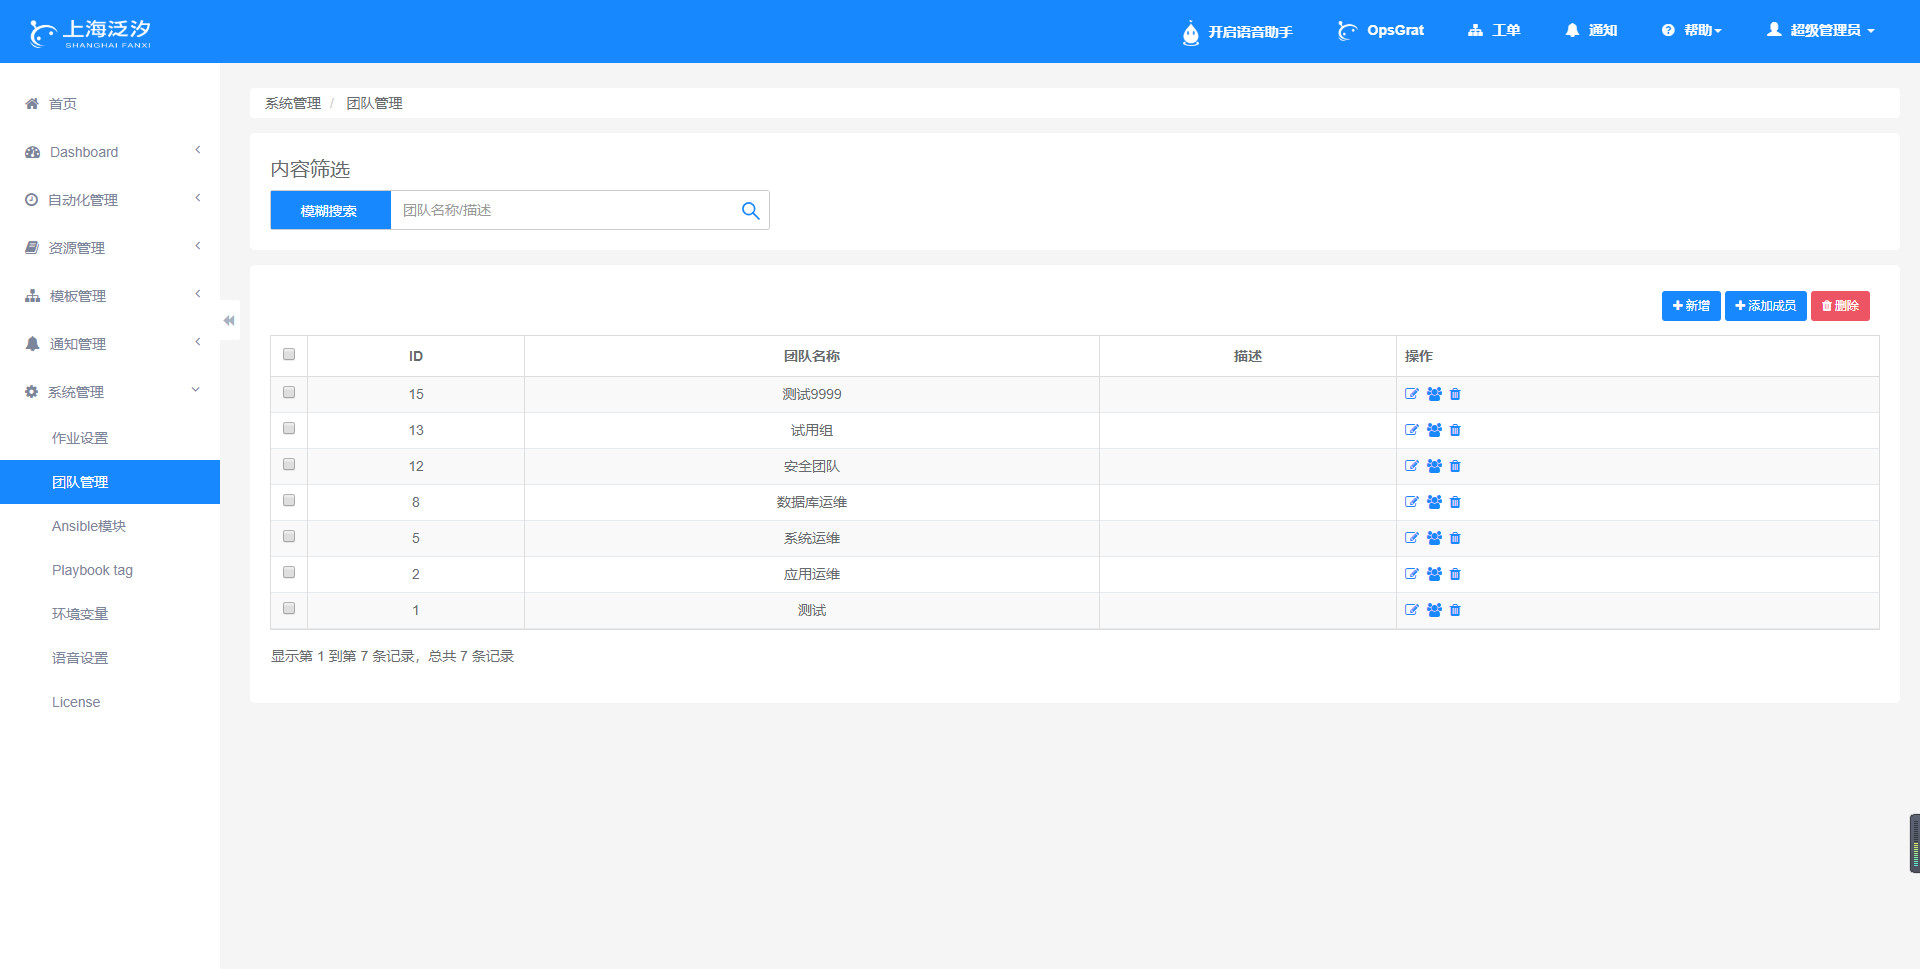 上海泛汐
SHANGHAI FANXI
开启语音助手
OpsGrat
工单
通知
帮助
超级管理员
首页
Dashboard
自动化管理
资源管理
模板管理
通知管理
系统管理
作业设置
团队管理
Ansible模块
Playbook tag
环境变量
语音设置
License
系统管理 / 团队管理
内容筛选
模糊搜索 团队名称/描述
新增 添加成员 删除
ID 团队名称 描述 操作
15 测试9999
13 试用组
12 安全团队
8 数据库运维
5 系统运维
2 应用运维
1 测试
显示第 1 到第 7 条记录，总共 7 条记录